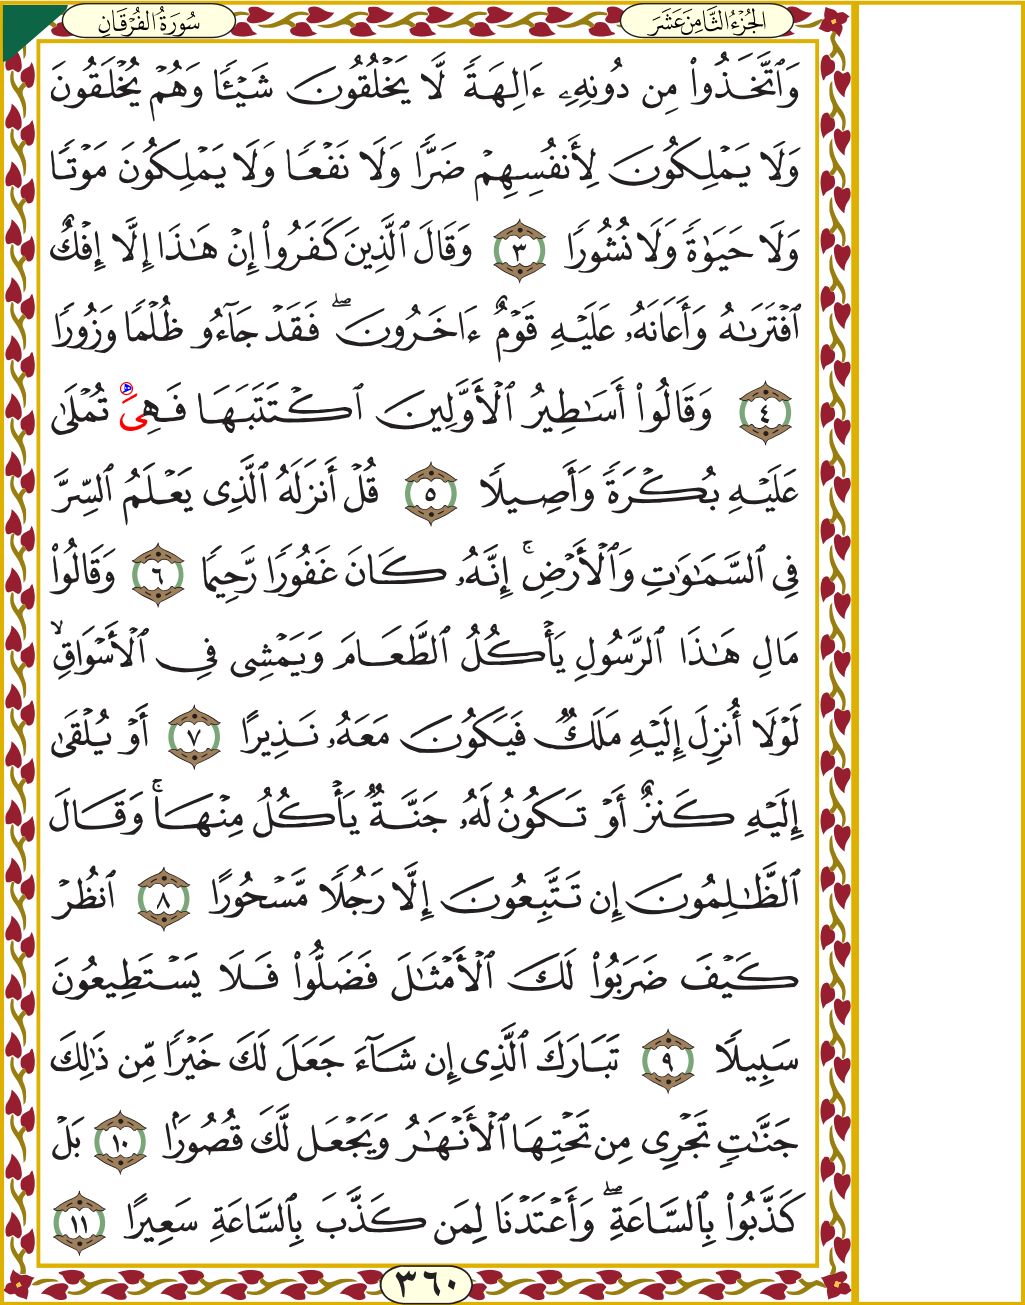 الجُزْءُ الثَّامِنَ عَشَرَ
سُورَةُ الفُرْقَانِ
وَٱتَّخَذُواْ مِن دُونِهِۦٓ ءَالِهَةٗ لَّا يَخۡلُقُونَ شَيۡـٔٗا وَهُمۡ يُخۡلَقُونَ
وَلَا يَمۡلِكُونَ لِأَنفُسِهِمۡ ضَرّٗا وَلَا نَفۡعٗا وَلَا يَمۡلِكُونَ مَوۡتٗا
وَلَا حَيَوٰةٗ وَلَا نُشُورٗا ٣ وَقَالَ ٱلَّذِينَ كَفَرُوٓاْ إِنۡ هَٰذَآ إِلَّآ إِفۡكٌ
ٱفۡتَرَىٰهُ وَأَعَانَهُۥ عَلَيۡهِ قَوۡمٌ ءَاخَرُونَۖ فَقَدۡ جَآءُو ظُلۡمٗا وَزُورٗا
٤ وَقَالُوٓاْ أَسَٰطِيرُ ٱلۡأَوَّلِينَ ٱكۡتَتَبَهَا فَهِيَ تُمۡلَىٰ
عَلَيۡهِ بُكۡرَةٗ وَأَصِيلٗا ٥ قُلۡ أَنزَلَهُ ٱلَّذِي يَعۡلَمُ ٱلسِّرَّ
فِي ٱلسَّمَٰوَٰتِ وَٱلۡأَرۡضِۚ إِنَّهُۥ كَانَ غَفُورٗا رَّحِيمٗا ٦ وَقَالُواْ
مَالِ هَٰذَا ٱلرَّسُولِ يَأۡكُلُ ٱلطَّعَامَ وَيَمۡشِي فِي ٱلۡأَسۡوَاقِۙ
لَوۡلَآ أُنزِلَ إِلَيۡهِ مَلَكٞ فَيَكُونَ مَعَهُۥ نَذِيرًا ٧ أَوۡ يُلۡقَىٰٓ
إِلَيۡهِ كَنزٌ أَوۡ تَكُونُ لَهُۥ جَنَّةٞ يَأۡكُلُ مِنۡهَاۚ وَقَالَ
ٱلظَّٰلِمُونَ إِن تَتَّبِعُونَ إِلَّا رَجُلٗا مَّسۡحُورًا ٨ ٱنظُرۡ
كَيۡفَ ضَرَبُواْ لَكَ ٱلۡأَمۡثَٰلَ فَضَلُّواْ فَلَا يَسۡتَطِيعُونَ
سَبِيلٗا ٩ تَبَارَكَ ٱلَّذِيٓ إِن شَآءَ جَعَلَ لَكَ خَيۡرٗا مِّن ذَٰلِكَ
جَنَّٰتٖ تَجۡرِي مِن تَحۡتِهَا ٱلۡأَنۡهَٰرُ وَيَجۡعَل لَّكَ قُصُورَۢا ١٠ بَلۡ
كَذَّبُواْ بِٱلسَّاعَةِۖ وَأَعۡتَدۡنَا لِمَن كَذَّبَ بِٱلسَّاعَةِ سَعِيرًا ١١
٣٦٠